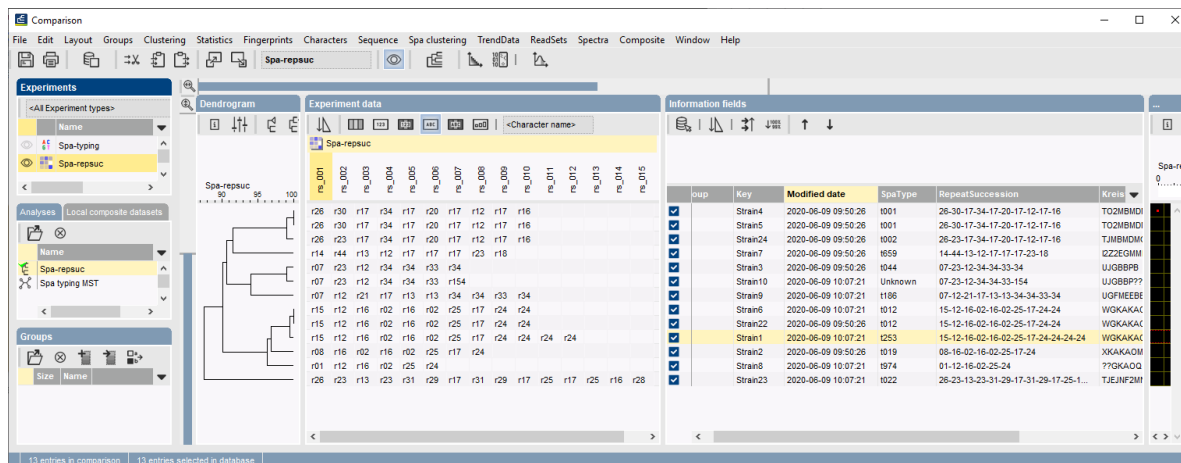 Comparison
File Edit Layout Groups Clustering Statistics Fingerprints Characters Sequence Spa clustering TrendData ReadSets Spectra Composite Window Help
Spa-repsuc
Experiments
<All Experiment types>
Name
Spa-typing
Spa-repsuc
Analyses Local composite datasets
Name
Spa-repsuc
Spa typing MST
Groups
Size Name
Dendrogram
Spa-repsuc
90 95 100
Experiment data
<Character name>
Spa-repsuc
rs_001 rs_002 rs_003 rs_004 rs_005 rs_006 rs_007 rs_008 rs_009 rs_010 rs_011 rs_012 rs_013 rs_014 rs_015
r26 r30 r17 r34 r17 r20 r17 r12 r17 r16
r26 r30 r17 r34 r17 r20 r17 r12 r17 r16
r26 r23 r17 r34 r17 r20 r17 r12 r17 r16
r14 r44 r13 r12 r17 r17 r17 r23 r18
r07 r23 r12 r34 r34 r33 r34
r07 r23 r12 r34 r34 r33 r154
r07 r12 r21 r17 r13 r13 r34 r34 r33 r34
r15 r12 r16 r02 r16 r02 r25 r17 r24 r24
r15 r12 r16 r02 r16 r02 r25 r17 r24 r24
r15 r12 r16 r02 r16 r02 r25 r17 r24 r24 r24 r24
r08 r16 r02 r16 r02 r25 r17 r24
r01 r12 r16 r02 r25 r24
r26 r23 r13 r23 r31 r29 r17 r31 r29 r17 r25 r17 r25 r16 r28
Information fields
oup Key Modified date SpaType RepeatSuccession Kreis
Strain4 2020-06-09 09:50:26 t001 26-30-17-34-17-20-17-12-17-16 TO2MBMDI
Strain5 2020-06-09 09:50:26 t001 26-30-17-34-17-20-17-12-17-16 TO2MBMDI
Strain24 2020-06-09 09:50:26 t002 26-23-17-34-17-20-17-12-17-16 TJMBMDM(
Strain13 2020-06-09 09:50:26 t659 14-44-13-12-17-17-17-23-18 I2Z2EGMM
Strain3 2020-06-09 09:50:26 t044 07-23-12-34-34-33-34 UJGBBPB
Strain10 2020-06-09 10:07:21 Unknown 07-23-12-34-34-33-154 UJGBBP??
Strain9 2020-06-09 10:07:21 t186 07-12-21-17-13-13-34-34-33-34 UGFMEEBE
Strain6 2020-06-09 10:07:21 t012 15-12-16-02-16-02-25-17-24-24 WGKAKA(
Strain22 2020-06-09 09:50:26 t012 15-12-16-02-16-02-25-17-24-24 WGKAKA(
Strain1 2020-06-09 10:07:21 t253 15-12-16-02-16-02-25-17-24-24-24-24 WGKAKA(
Strain2 2020-06-09 09:50:26 t019 08-16-02-16-02-25-17-24 XKAKAOM
Strain8 2020-06-09 10:07:21 t974 01-12-16-02-25-24 ??GKAOQ
Strain23 2020-06-09 10:07:21 t022 26-23-13-23-31-29-17-31-29-17-25-1... TJEJNF2M
...
Spa-r
0
13 entries in comparison 13 entries selected in database